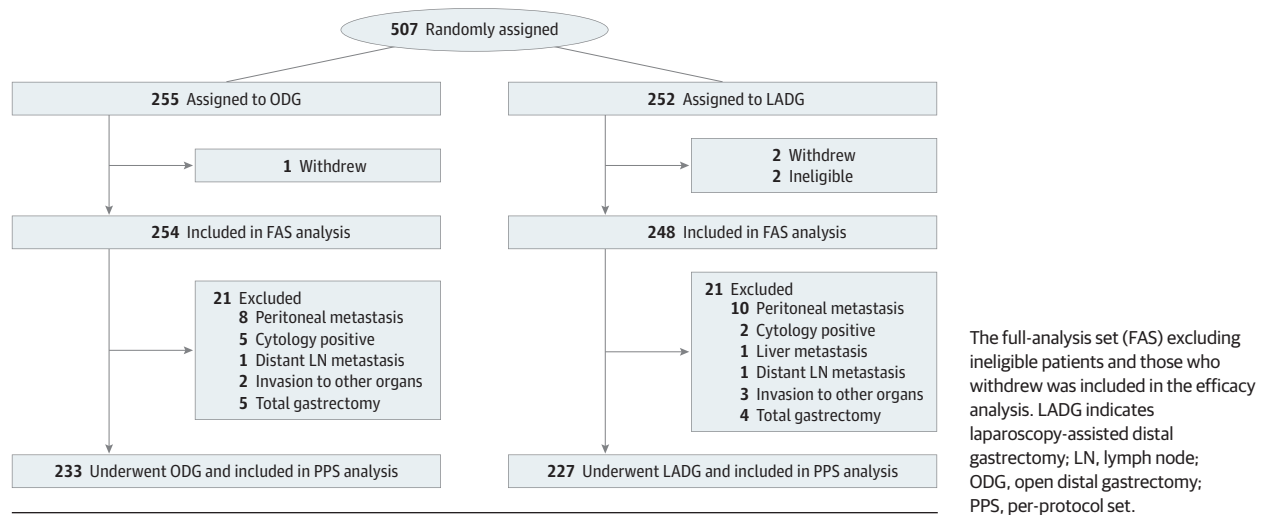 507 Randomly assigned
255 Assigned to ODG
252 Assigned to LADG
1 Withdrew
2 Withdrew
2 Ineligible
254 Included in FAS analysis
248 Included in FAS analysis
21 Excluded
8 Peritoneal metastasis
5 Cytology positive
1 Distant LN metastasis
2 Invasion to other organs
5 Total gastrectomy
21 Excluded
10 Peritoneal metastasis
2 Cytology positive
1 Liver metastasis
1 Distant LN metastasis
3 Invasion to other organs
4 Total gastrectomy
233 Underwent ODG and included in PPS analysis
227 Underwent LADG and included in PPS analysis
The full-analysis set (FAS) excluding
ineligible patients and those who
withdrew was included in the efficacy
analysis. LADG indicates
laparoscopy-assisted distal
gastrectomy; LN, lymph node;
ODG, open distal gastrectomy;
PPS, per-protocol set.